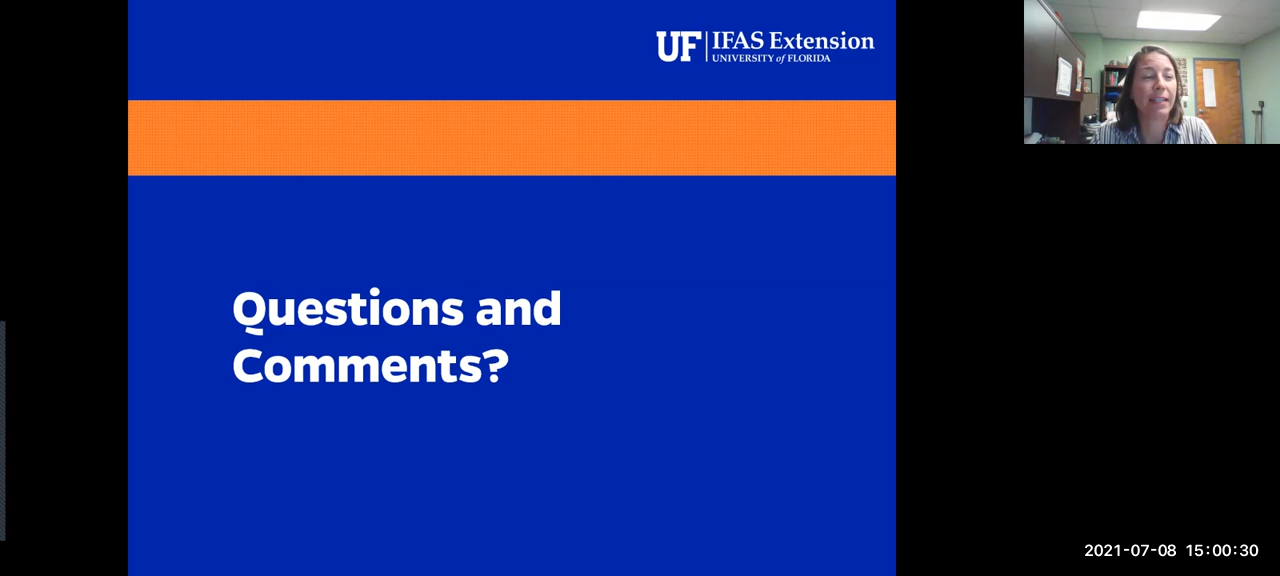 UF IFAS Extension
UNIVERSITY of FLORIDA
Questions and
Comments?
2021-07-08 15:00:30